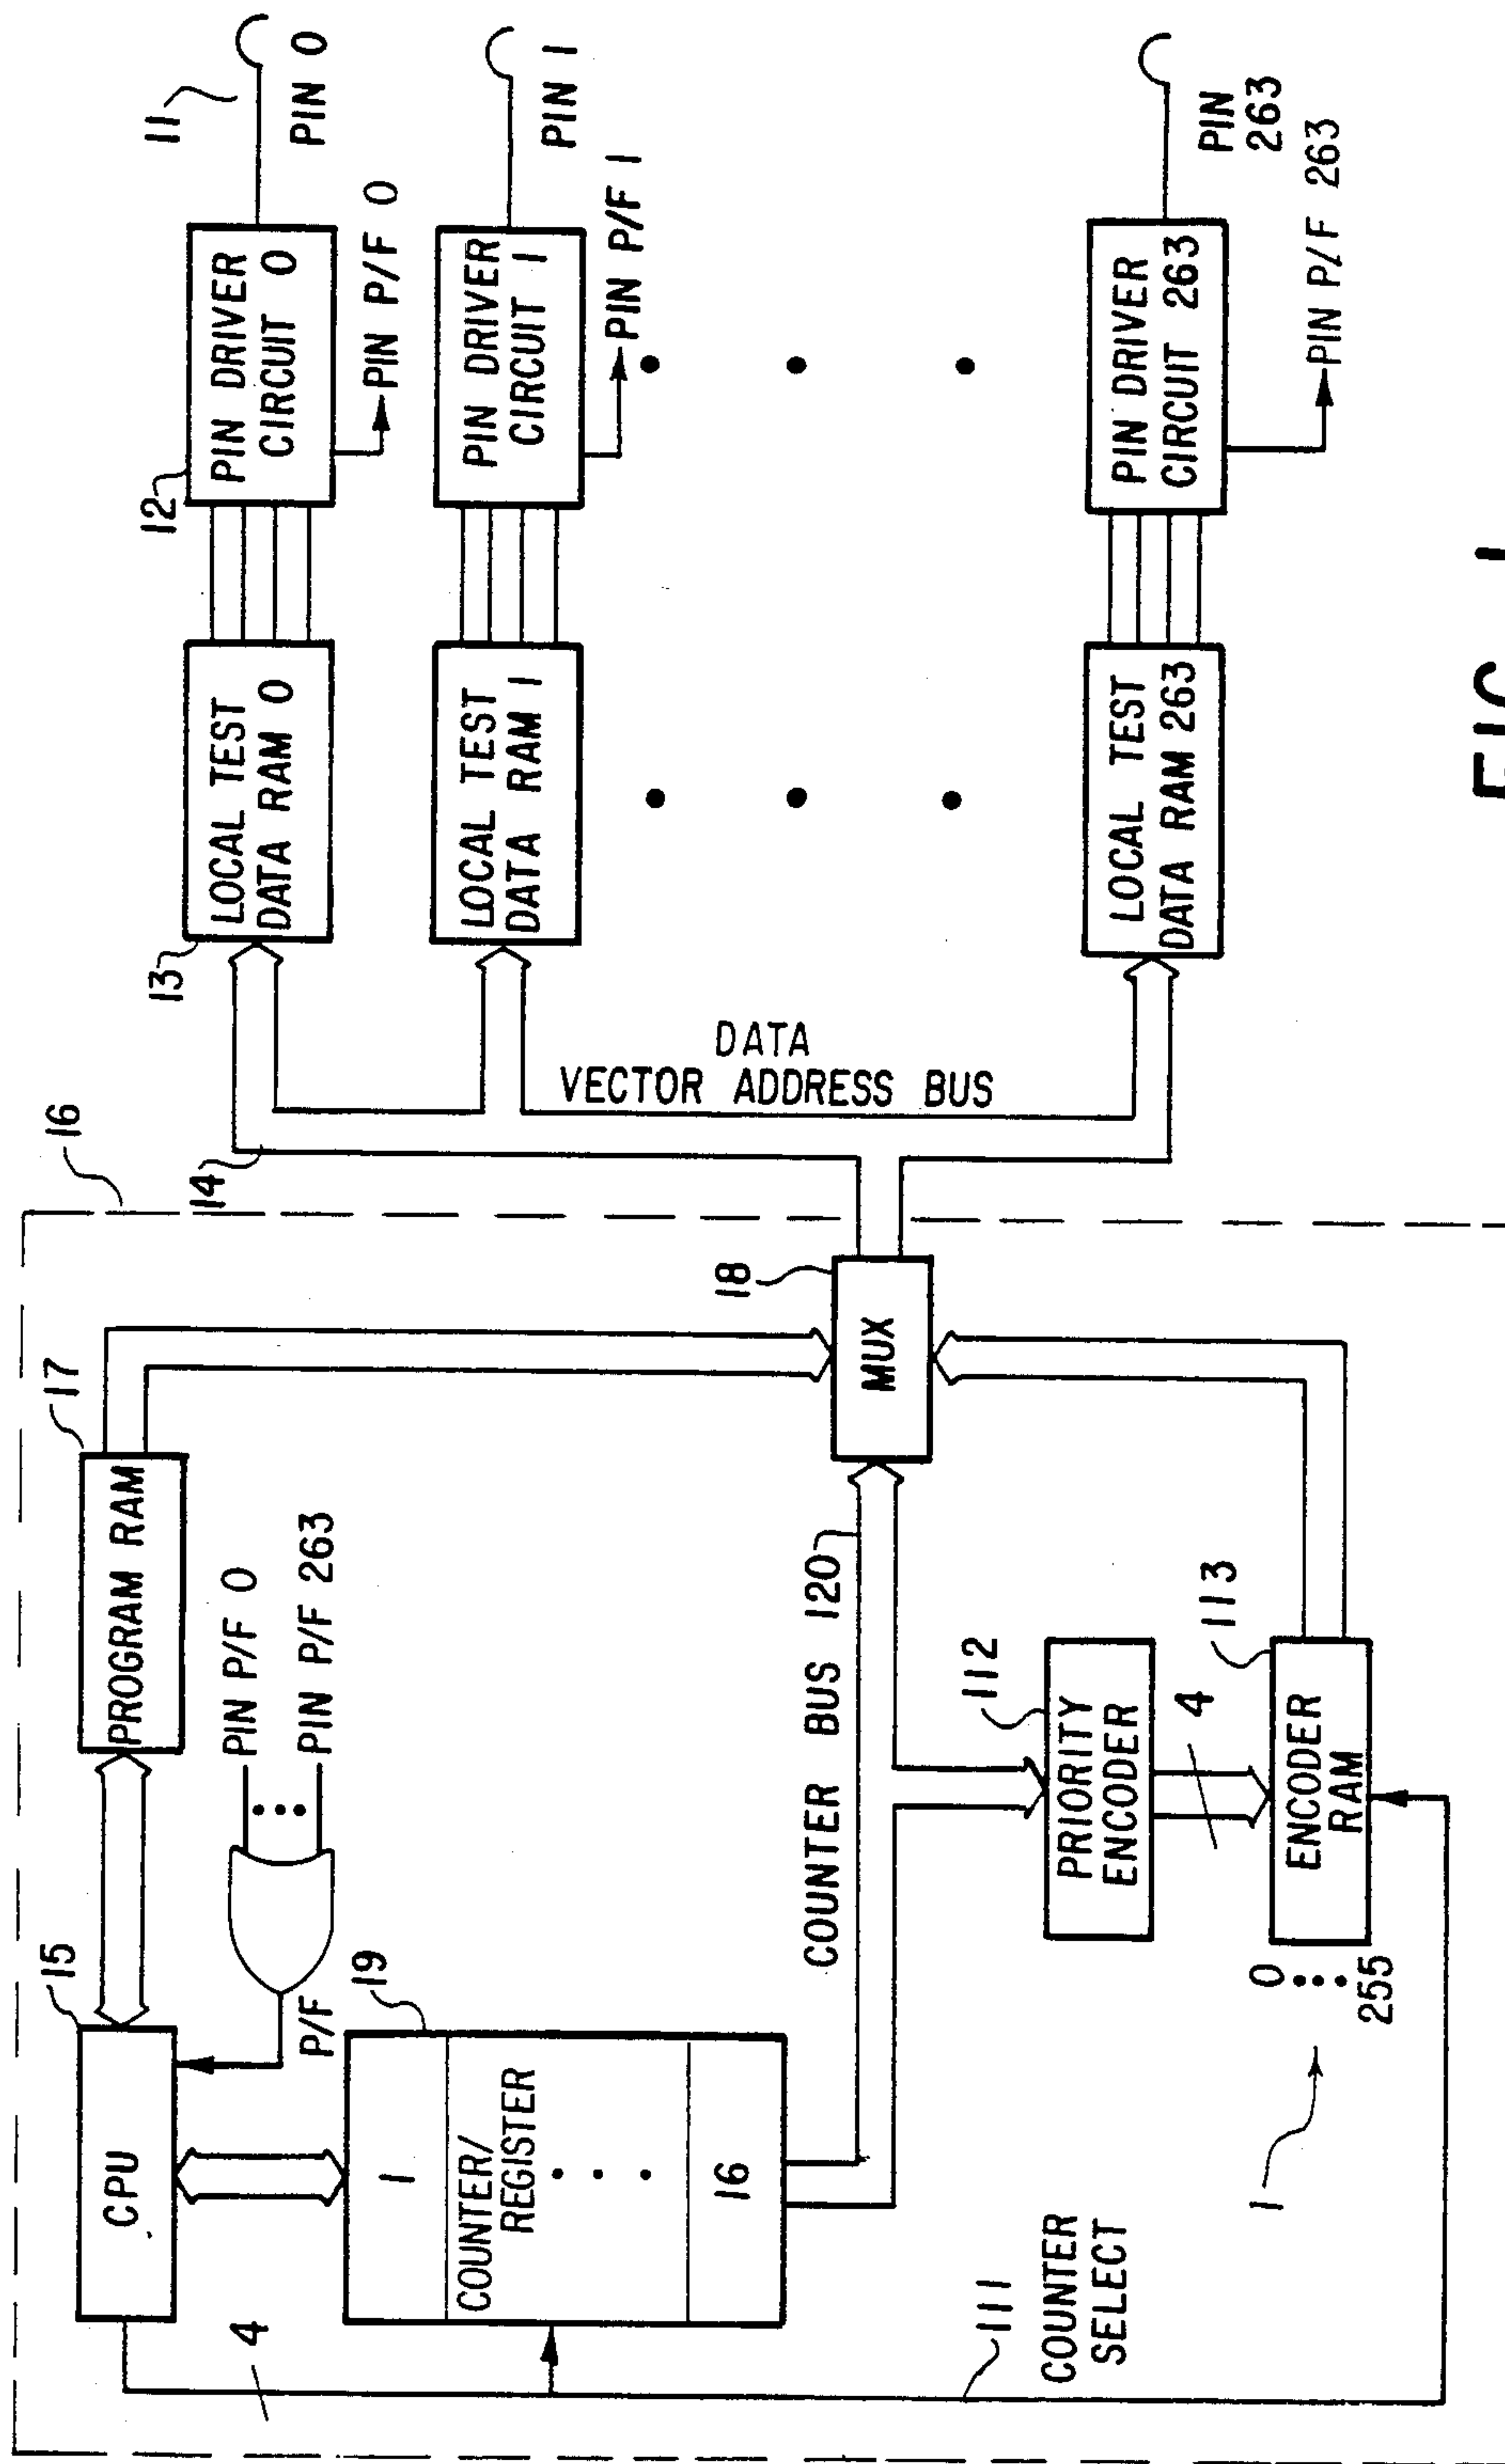 16
15
CPU
17
PROGRAM RAM
4
PIN P/F 0
PIN P/F 263
P/F
19
1
COUNTER/
REGISTER
16
COUNTER BUS 120
18
MUX
112
PRIORITY
ENCODER
4
113
ENCODER
RAM
0
255
1
111
COUNTER
SELECT
14
DATA
VECTOR ADDRESS BUS
13
LOCAL TEST
DATA RAM 0
12
PIN DRIVER
CIRCUIT 0
11
PIN 0
PIN P/F 0
LOCAL TEST
DATA RAM 1
PIN DRIVER
CIRCUIT 1
PIN 1
PIN P/F 1
LOCAL TEST
DATA RAM 263
PIN DRIVER
CIRCUIT 263
PIN
263
PIN P/F 263
FIG. 1